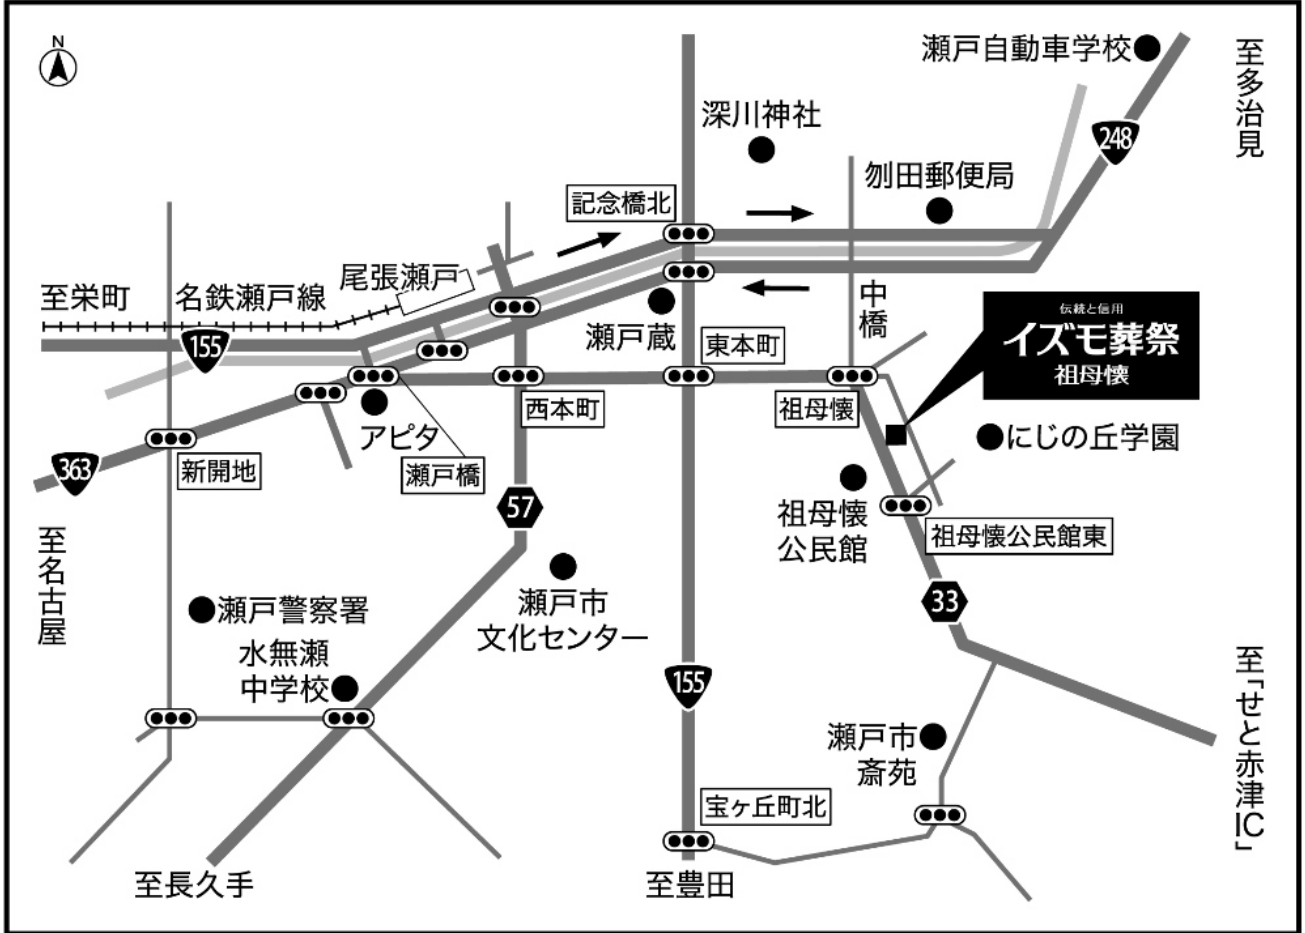 N
瀬戸自動車学校
至多治見
248
深川神社
刎田郵便局
記念橋北
尾張瀬戸
至栄町
名鉄瀬戸線
155
瀬戸蔵
中橋
東本町
伝統と信用
イズモ葬祭
祖母懐
西本町
祖母懐
アピタ
にじの丘学園
新開地
瀬戸橋
363
57
祖母懐
公民館
祖母懐公民館東
至名古屋
瀬戸市
文化センター
33
瀬戸警察署
水無瀬
中学校
155
至「せと赤津IC」
瀬戸市
斎苑
宝ヶ丘町北
至長久手
至豊田